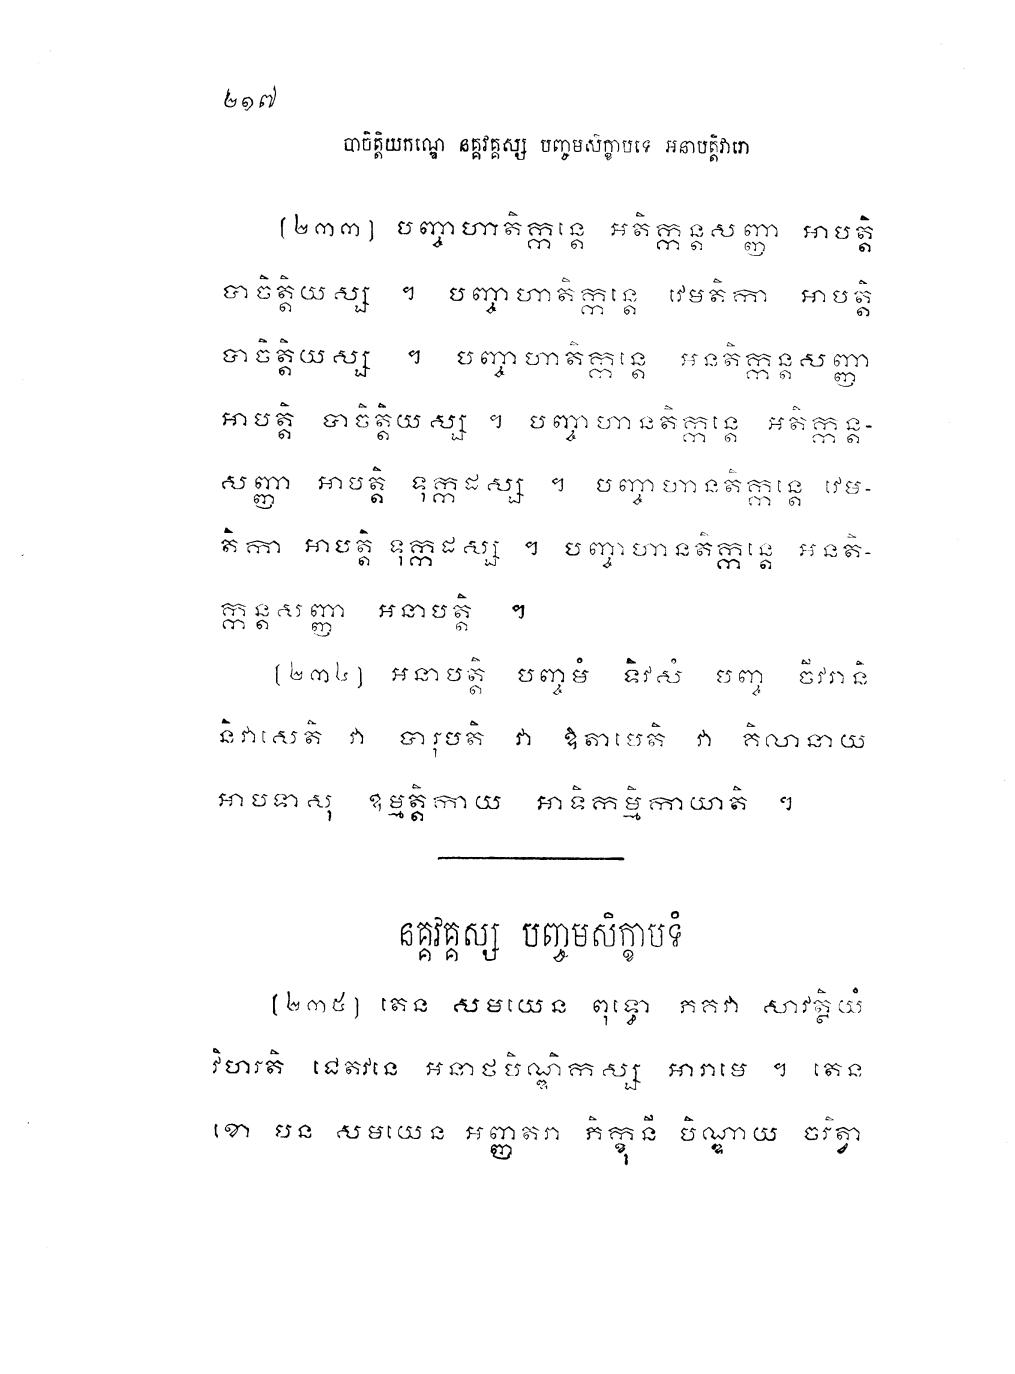 ២១៧
បាចិត្តិយកណ្ឌេ នគ្គវគ្គស្ស បញ្ចមសិក្ខាបទេ អនាបត្តិវារោ
(២៣៣) បញ្ចាហាតិក្កន្តេ អតិក្កន្តសញ្ញា អាបត្តិ
បាចិត្តិយស្ស ។ បញ្ចាហាតិក្កន្តេ វេមតិកា អាបត្តិ
បាចិត្តិយស្ស ។ បញ្ចាហាតិក្កន្តេ អនតិក្កន្តសញ្ញា
អាបត្តិ បាចិត្តិយស្ស ។ បញ្ចាហានតិក្កន្តេ អតិក្កន្ត-
សញ្ញា អាបត្តិ ទុក្កដស្ស ។ បញ្ចាហានតិក្កន្តេ វេម-
តិកា អាបត្តិ ទុក្កដស្ស ។ បញ្ចាហានតិក្កន្តេ អនតិ-
ក្កន្តសញ្ញា អនាបត្តិ ។
(២៣៤) អនាបត្តិ បញ្ចមំ ទិវសំ បញ្ច ចីវរានិ
និវាសេតិ វា បារុបតិ វា ឱតាបេតិ វា គិលានាយ
អាបទាសុ ឧម្មត្តិកាយ អាទិកម្មិកាយាតិ ។
នគ្គវគ្គស្ស បញ្ចមសិក្ខាបទំ
(២៣៥) តេន សមយេន ពុទ្ធោ ភគវា សាវត្ថិយំ
វិហរតិ ជេតវនេ អនាថបិណ្ឌិកស្ស អារាមេ ។ តេន
ខោ បន សមយេន អញ្ញតរា ភិក្ខុនី បិណ្ឌាយ ចរិត្វា